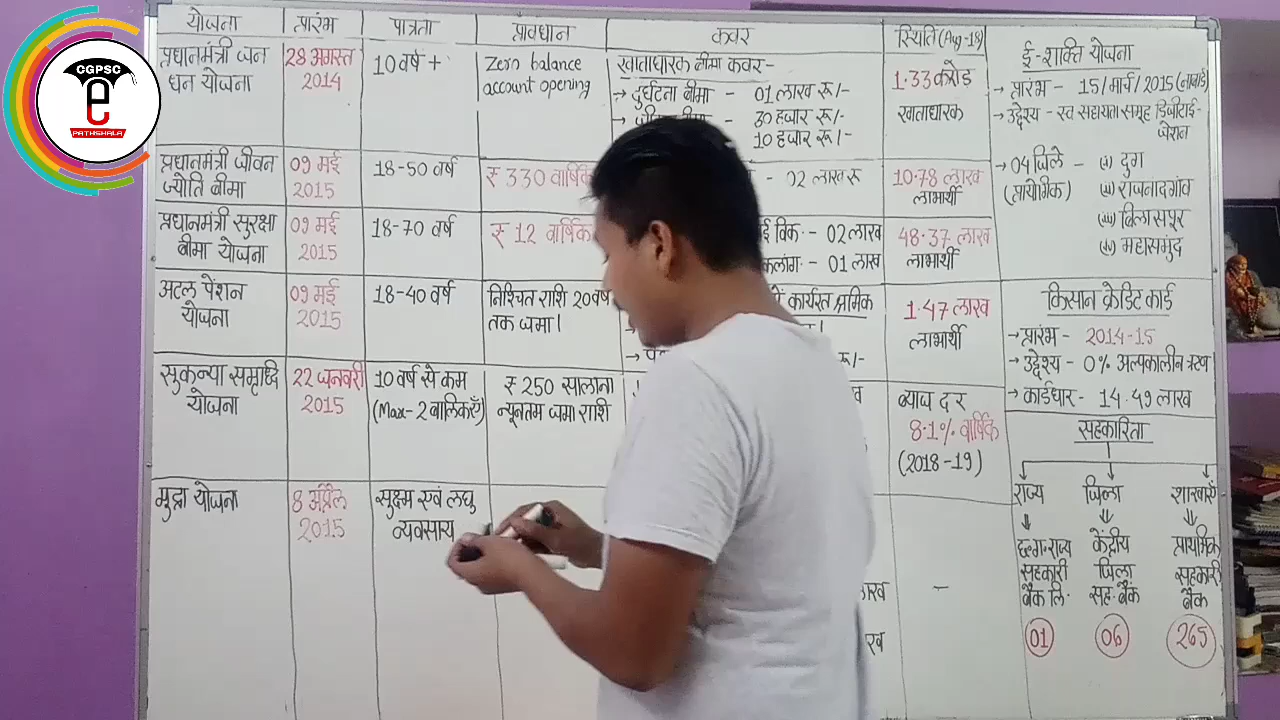 CGPSC
e
PATHSHALA
योजना प्रारंभ पात्रता प्रावधान कवर स्थिति(Aug-18)
प्रधानमंत्री जन
धन योजना
28 अगस्त
2014
10 वर्ष +
Zero balance
account opening
खाताधारक बीमा कवर-
→ दुर्घटना बीमा - 01 लाख रू/-
30 हजार रू/-
10 हजार रू/-
1.33 करोड़
खाताधारक
प्रधानमंत्री जीवन
ज्योति बीमा
09 मई
2015
18-50 वर्ष
₹ 330 वार्षिक
- 02 लाख रू
10.78 लाख
लाभार्थी
प्रधानमंत्री सुरक्षा
बीमा योजना
09 मई
2015
18-70 वर्ष
₹ 12 वार्षिक
विक.- 02 लाख
- 01 लाख
48.37 लाख
लाभार्थी
अटल पेंशन
योजना
09 मई
2015
18-40 वर्ष
निश्चित राशि 20 वर्ष
तक जमा।
कार्यरत श्रमिक
रू/-
1.47 लाख
लाभार्थी
सुकन्या समृद्धि
योजना
22 जनवरी
2015
10 वर्ष से कम
(Max-2 बालिकाएँ)
₹ 250 सालाना
न्यूनतम जमा राशि
ब्याज दर
8.1% वार्षिक
(2018-19)
मुद्रा योजना
8 अप्रैल
2015
सुक्ष्म एवं लघु
व्यवसाय
-
ई-शक्ति योजना
→ प्रारंभ - 15/मार्च/2015 (नाबार्ड)
→ उद्देश्य - स्व सहायता समूह डिजीटाई-
जेशन
→ 04 जिले - (i) दुर्ग
(प्राथमिक) (ii) राजनादगांव
(iii) बिलासपुर
(iv) महासमुंद
किसान क्रेडिट कार्ड
→ प्रारंभ - 2014-15
→ उद्देश्य - 0% अल्पकालीन ऋण
→ कार्डधार - 14.49 लाख
सहकारिता
राज्य जिला शाखाएँ
छ.ग. राज्य केंद्रीय प्राथमिक
सहकारी जिला सहकारी
बैंक लि. सह. बैंक बैंक
01 06 265